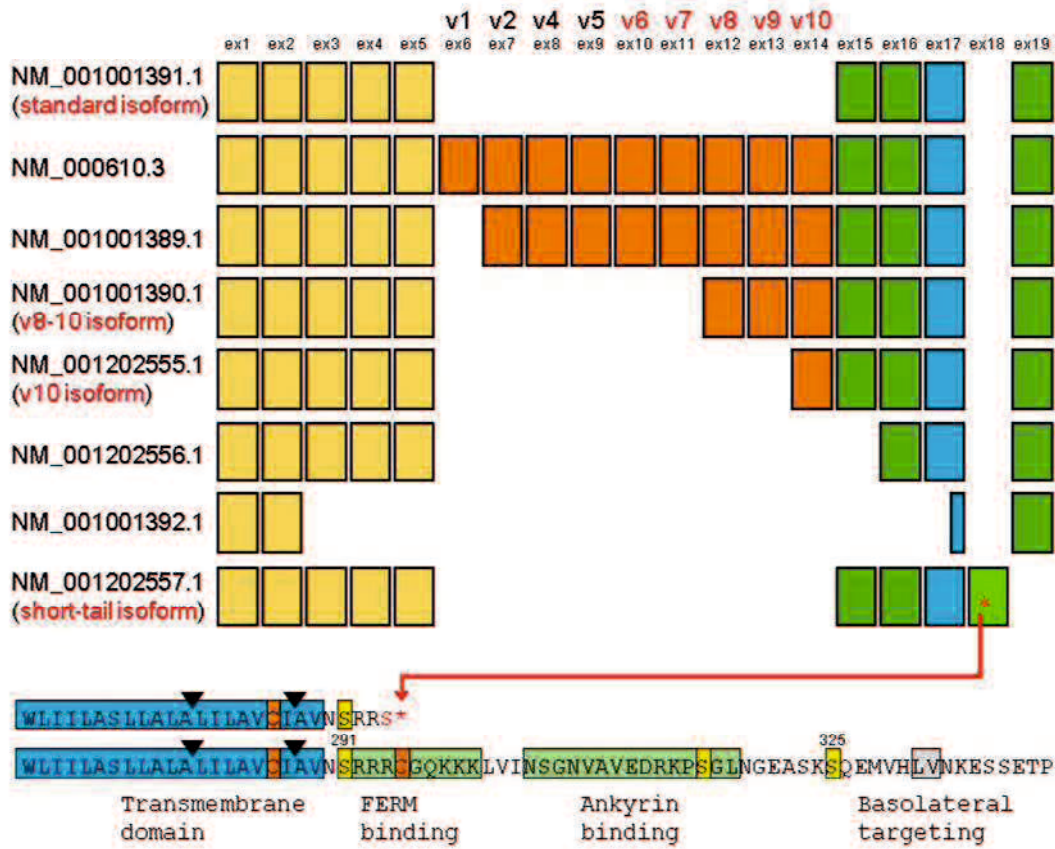 v1 v2 v4 v5 v6 v7 v8 v9 v10
ex1 ex2 ex3 ex4 ex5 ex6 ex7 ex8 ex9 ex10 ex11 ex12 ex13 ex14 ex15 ex16 ex17 ex18 ex19
NM_001001391.1
(standard isoform)
NM_000610.3
NM_001001389.1
NM_001001390.1
(v8-10 isoform)
NM_001202555.1
(v10 isoform)
NM_001202556.1
NM_001001392.1
NM_001202557.1
(short-tail isoform)
*
WLIILASLLALALILAVCIAVNSRRS*
291 325
WLIILASLLALALILAVCIAVNSRRRCGQKKKLVINSGNVAVEDRKPSGLNGEASKSQEMVHLVNKESSETP
Transmembrane domain
FERM binding
Ankyrin binding
Basolateral targeting